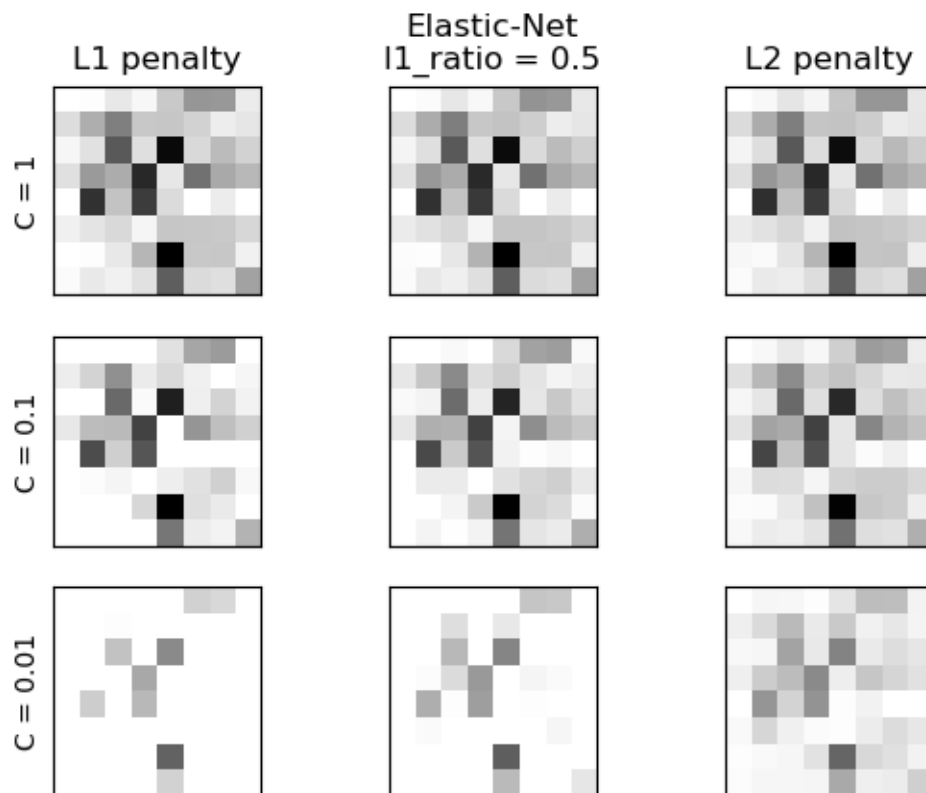 L1 penalty
Elastic-Net
l1_ratio = 0.5
L2 penalty
C = 1
C = 0.1
C = 0.01